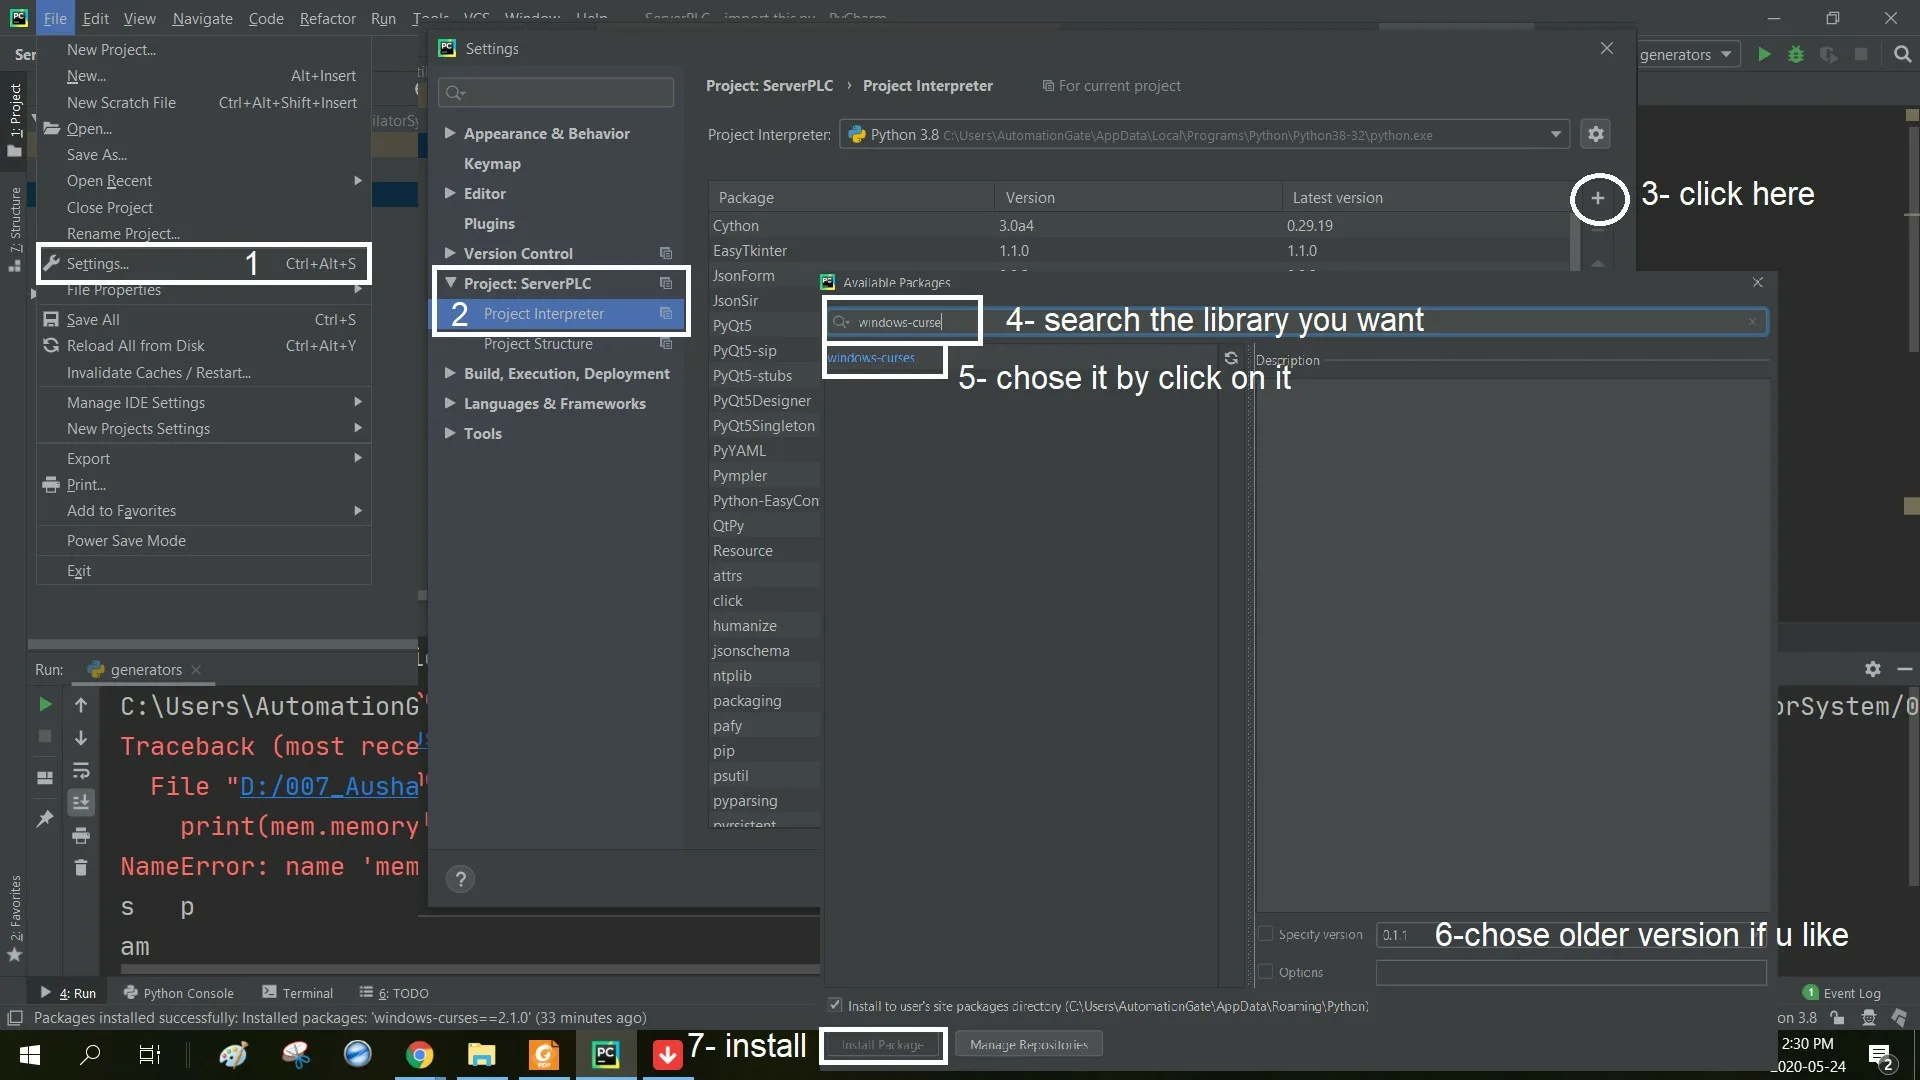 File Edit View Navigate Code Refactor Run Tools VCS Window Help
New Project...
New... Alt+Insert
New Scratch File Ctrl+Alt+Shift+Insert
Open...
Save As...
Open Recent
Close Project
Rename Project...
Settings... 1 Ctrl+Alt+S
File Properties
Save All Ctrl+S
Reload All from Disk Ctrl+Alt+Y
Invalidate Caches / Restart...
Manage IDE Settings
New Projects Settings
Export
Print...
Add to Favorites
Power Save Mode
Exit
Ser
1: Project
7: Structure
2: Favorites
ilatorSy
Settings
Appearance & Behavior
Keymap
Editor
Plugins
Version Control
Project: ServerPLC
2 Project Interpreter
Project Structure
Build, Execution, Deployment
Languages & Frameworks
Tools
?
Project: ServerPLC › Project Interpreter For current project
Project Interpreter: Python 3.8 C:\Users\AutomationGate\AppData\Local\Programs\Python\Python38-32\python.exe
Package Version Latest version
Cython 3.0a4 0.29.19
EasyTkinter 1.1.0 1.1.0
JsonForm
JsonSir
PyQt5
PyQt5-sip
PyQt5-stubs
PyQt5Designer
PyQt5Singleton
PyYAML
Pympler
Python-EasyCon
QtPy
Resource
attrs
click
humanize
jsonschema
ntplib
packaging
pafy
pip
psutil
pyparsing
pyrsistent
generators
+ 3- click here
Available Packages
windows-curse 4- search the library you want
windows-curses
5- chose it by click on it
Description
Specify version 0.1.1 6-chose older version if u like
Options
Install to user's site packages directory (C:\Users\AutomationGate\AppData\Roaming\Python)
7- install Install Package Manage Repositories
Run: generators
C:\Users\AutomationG
orSystem/0
Traceback (most rece
File "D:/007_Ausha
print(mem.memory
NameError: name 'mem
s p
am
4: Run Python Console Terminal 6: TODO
1 Event Log
Packages installed successfully: Installed packages: 'windows-curses==2.1.0' (33 minutes ago)
on 3.8
2:30 PM
2020-05-24
2